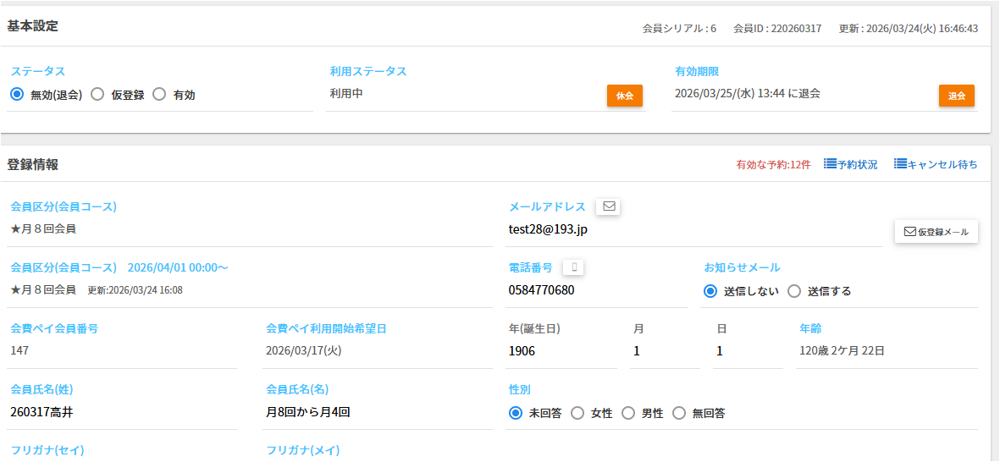 基本設定
会員シリアル : 6 会員ID : 220260317 更新 : 2026/03/24(火) 16:46:43
ステータス 利用ステータス 有効期限
無効(退会) 仮登録 有効 利用中 休会 2026/03/25/(水) 13:44 に退会 退会
登録情報
有効な予約:12件 予約状況 キャンセル待ち
会員区分(会員コース) メールアドレス
★月８回会員 test28@193.jp 仮登録メール
会員区分(会員コース) 2026/04/01 00:00〜 電話番号 お知らせメール
★月８回会員 更新:2026/03/24 16:08 0584770680 送信しない 送信する
会費ペイ会員番号 会費ペイ利用開始希望日 年(誕生日) 月 日 年齢
147 2026/03/17(火) 1906 1 1 120歳 2ケ月 22日
会員氏名(姓) 会員氏名(名) 性別
260317高井 月8回から月4回 未回答 女性 男性 無回答
フリガナ(セイ) フリガナ(メイ)